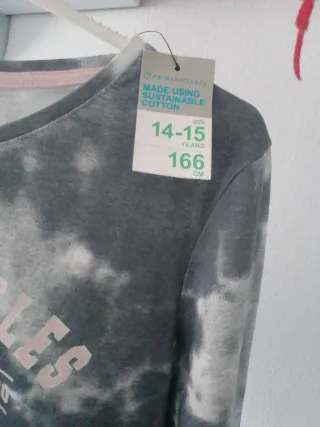 MADE USING
SUSTAINABLE
COTTON
SIZE
14-15
YEARS
166
CM
LES